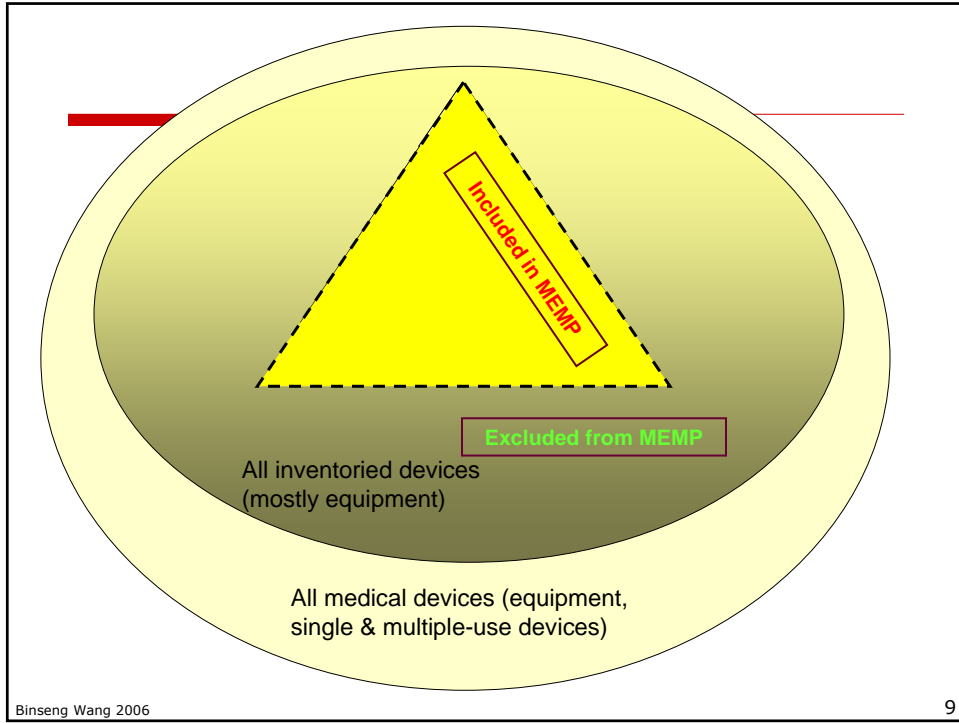 Included in MEMP
Excluded from MEMP
All inventoried devices
(mostly equipment)
All medical devices (equipment,
single & multiple-use devices)
Binseng Wang 2006
9